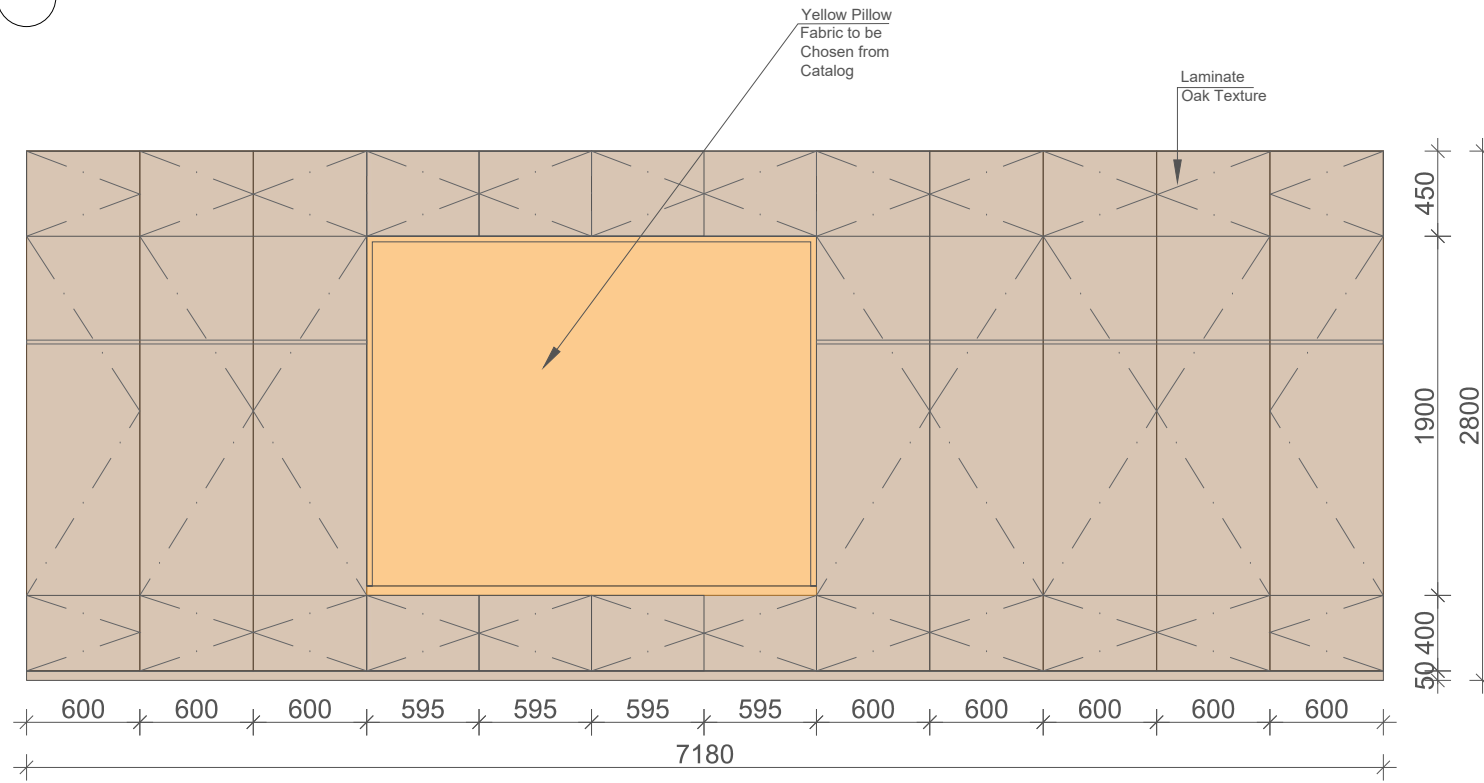 Yellow Pillow
Fabric to be
Chosen from
Catalog
Laminate
Oak Texture
450
1900
2800
400
50
600 600 600 595 595 595 595 600 600 600 600 600
7180